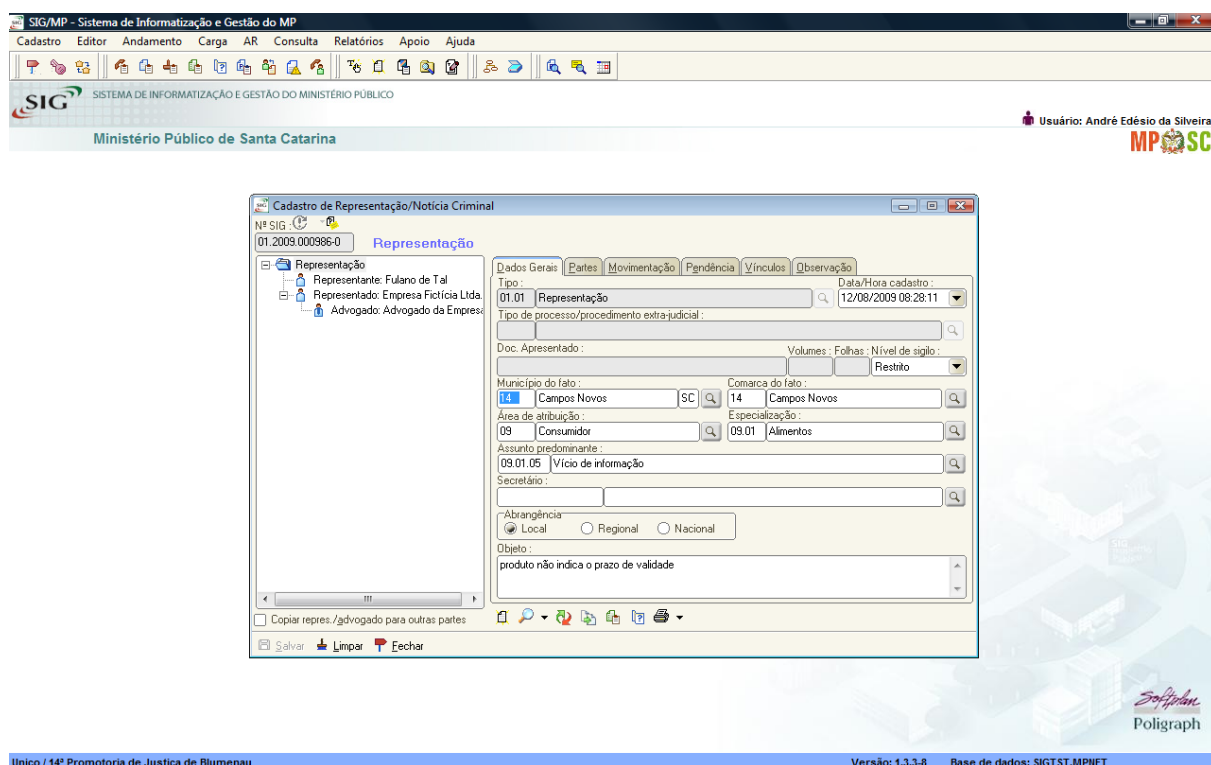 SIG/MP - Sistema de Informatização e Gestão do MP
Cadastro Editor Andamento Carga AR Consulta Relatórios Apoio Ajuda
SIG SISTEMA DE INFORMATIZAÇÃO E GESTÃO DO MINISTÉRIO PÚBLICO
Usuário: André Edésio da Silveira
Ministério Público de Santa Catarina
MP SC
Cadastro de Representação/Notícia Criminal
Nº SIG :
01.2009.000986-0 Representação
Representação
Representante: Fulano de Tal
Representado: Empresa Fictícia Ltda.
Advogado: Advogado da Empresa
Copiar repres./advogado para outras partes
Dados Gerais Partes Movimentação Pendência Vínculos Observação
Tipo : Data/Hora cadastro :
01.01 Representação 12/08/2009 08:28:11
Tipo de processo/procedimento extra-judicial :
Doc. Apresentado : Volumes : Folhas : Nível de sigilo :
Restrito
Município do fato : Comarca do fato :
14 Campos Novos SC 14 Campos Novos
Área de atribuição : Especialização :
09 Consumidor 09.01 Alimentos
Assunto predominante :
09.01.05 Vício de informação
Secretário :
Abrangência
Local Regional Nacional
Objeto :
produto não indica o prazo de validade
Salvar Limpar Fechar
Softplan
Poligraph
Unico / 14ª Promotoria de Justiça de Blumenau Versão: 1.3.3-8 Base de dados: SIGTST.MPNET